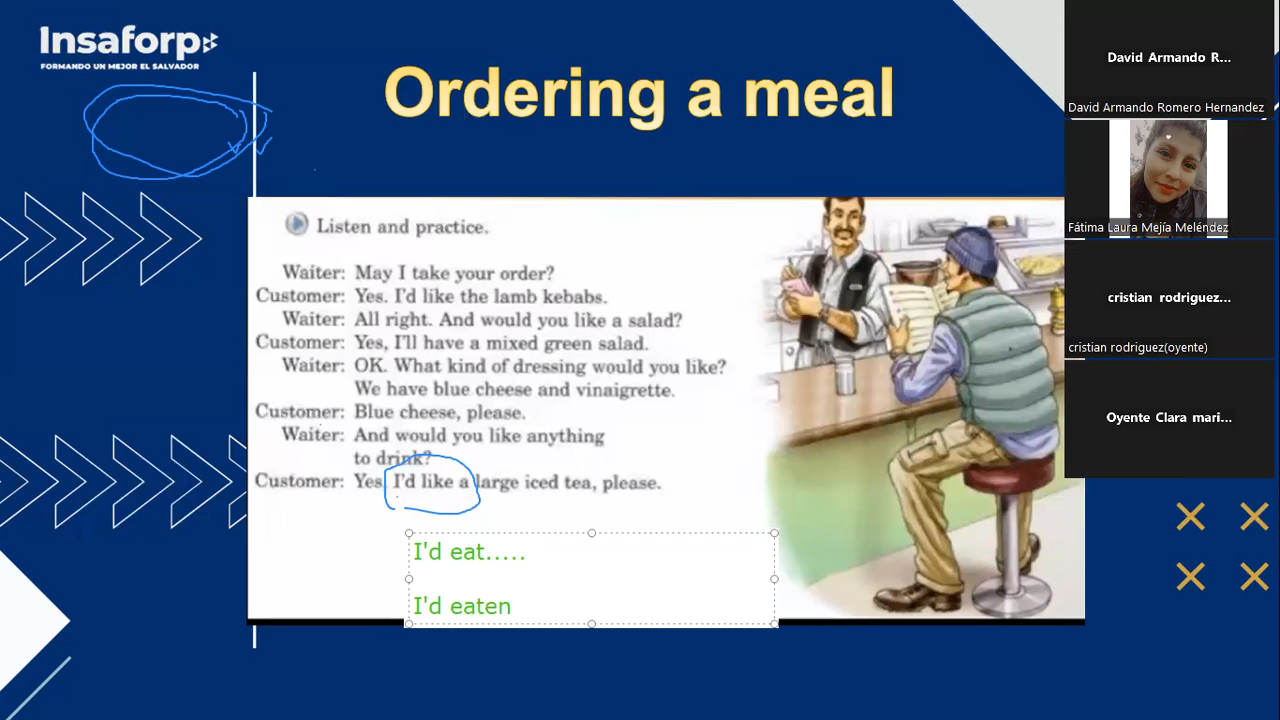 Insaforp
FORMANDO UN MEJOR EL SALVADOR
Ordering a meal
Listen and practice.
Waiter: May I take your order?
Customer: Yes. I'd like the lamb kebabs.
Waiter: All right. And would you like a salad?
Customer: Yes, I'll have a mixed green salad.
Waiter: OK. What kind of dressing would you like?
We have blue cheese and vinaigrette.
Customer: Blue cheese, please.
Waiter: And would you like anything
to drink?
Customer: Yes, I'd like a large iced tea, please.
I'd eat.....
I'd eaten
David Armando R...
David Armando Romero Hernandez
Fátima Laura Mejía Meléndez
cristian rodriguez...
cristian rodriguez(oyente)
Oyente Clara mari...